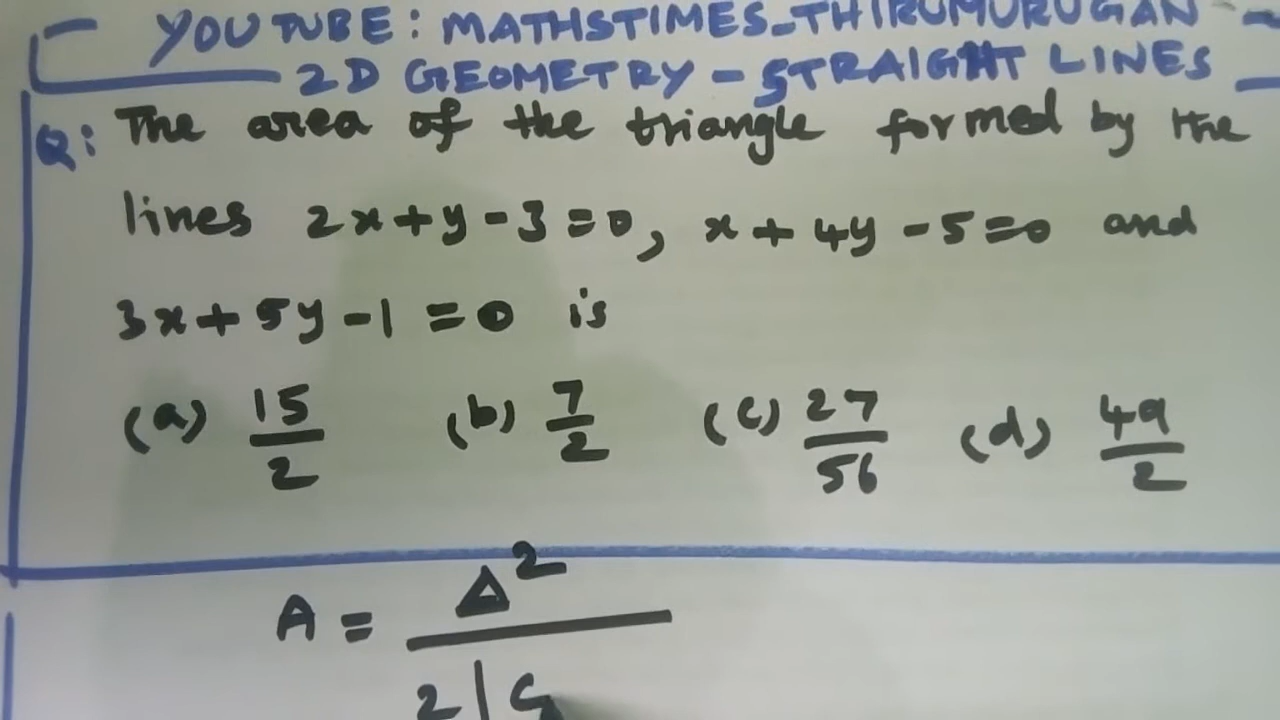 YOUTUBE: MATHSTIMES_THIRUMURUGAN
2D GEOMETRY - STRAIGHT LINES
Q: The area of the triangle formed by the
lines 2x+y-3=0, x+4y-5=0 and
3x+5y-1=0 is
(a) 15/2 (b) 7/2 (c) 27/56 (d) 49/2
A = Δ²
2|C